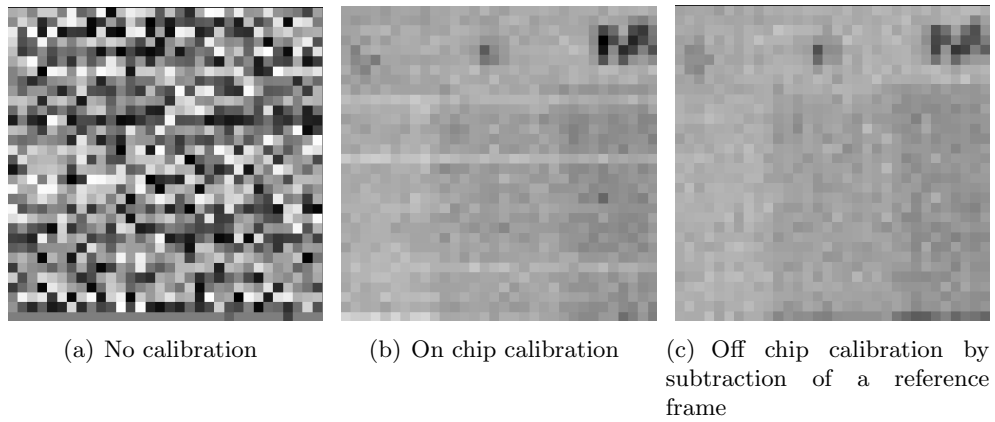 (a) No calibration
(b) On chip calibration
(c) Off chip calibration by
subtraction of a reference
frame